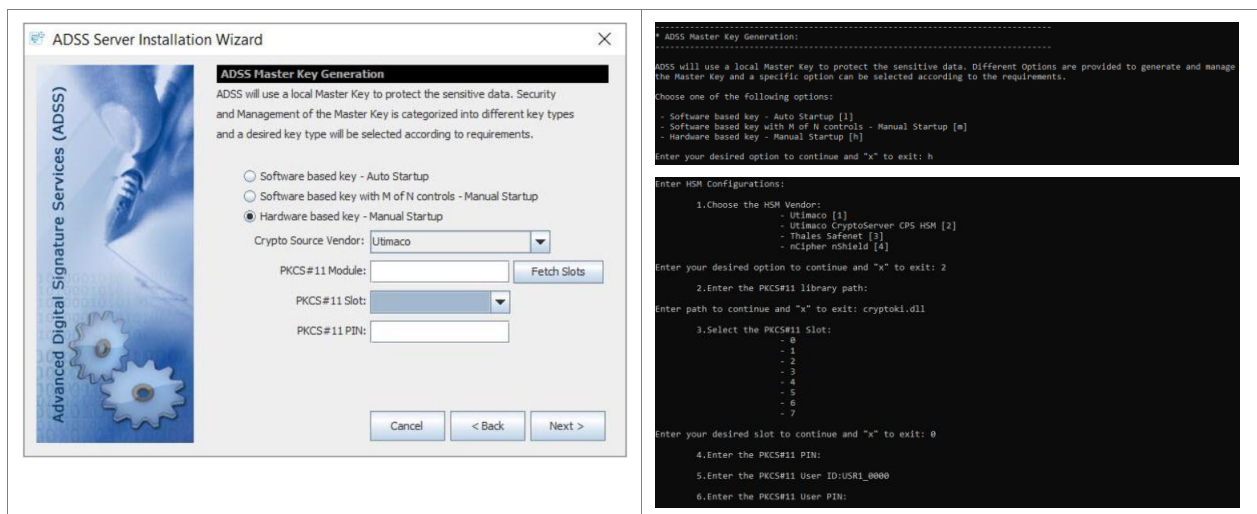 ADSS Server Installation Wizard
Advanced Digital Signature Services (ADSS)
ADSS Master Key Generation
ADSS will use a local Master Key to protect the sensitive data. Security
and Management of the Master Key is categorized into different key types
and a desired key type will be selected according to requirements.
Software based key - Auto Startup
Software based key with M of N controls - Manual Startup
Hardware based key - Manual Startup
Crypto Source Vendor: Utimaco
PKCS#11 Module: Fetch Slots
PKCS#11 Slot:
PKCS#11 PIN:
Cancel < Back Next >
* ADSS Master Key Generation:
ADSS will use a local Master Key to protect the sensitive data. Different Options are provided to generate and manage
the Master Key and a specific option can be selected according to the requirements.
Choose one of the following options:
- Software based key - Auto Startup [l]
- Software based key with M of N controls - Manual Startup [m]
- Hardware based key - Manual Startup [h]
Enter your desired option to continue and "x" to exit: h
Enter HSM Configurations:
1.Choose the HSM Vendor:
- Utimaco [1]
- Utimaco CryptoServer CP5 HSM [2]
- Thales Safenet [3]
- nCipher nShield [4]
Enter your desired option to continue and "x" to exit: 2
2.Enter the PKCS#11 library path:
Enter path to continue and "x" to exit: cryptoki.dll
3.Select the PKCS#11 Slot:
- 0
- 1
- 2
- 3
- 4
- 5
- 6
- 7
Enter your desired slot to continue and "x" to exit: 0
4.Enter the PKCS#11 PIN:
5.Enter the PKCS#11 User ID:USR1_0000
6.Enter the PKCS#11 User PIN: